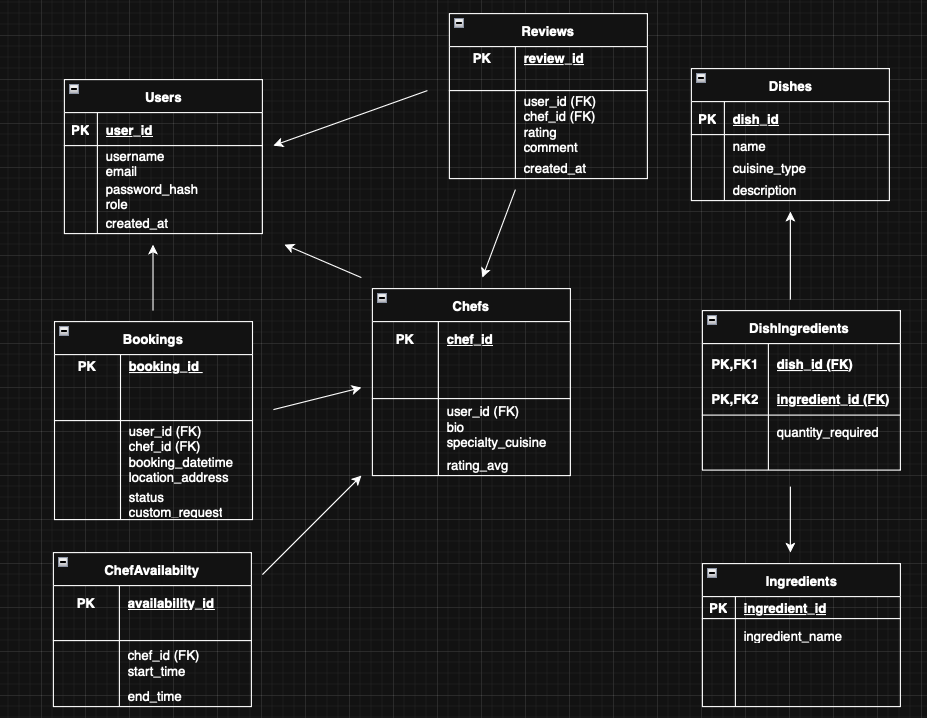 Reviews
PK review_id
user_id (FK)
chef_id (FK)
rating
comment
created_at
Users
PK user_id
username
email
password_hash
role
created_at
Dishes
PK dish_id
name
cuisine_type
description
Chefs
PK chef_id
user_id (FK)
bio
specialty_cuisine
rating_avg
Bookings
PK booking_id
user_id (FK)
chef_id (FK)
booking_datetime
location_address
status
custom_request
DishIngredients
PK,FK1 dish_id (FK)
PK,FK2 ingredient_id (FK)
quantity_required
ChefAvailabilty
PK availability_id
chef_id (FK)
start_time
end_time
Ingredients
PK ingredient_id
ingredient_name